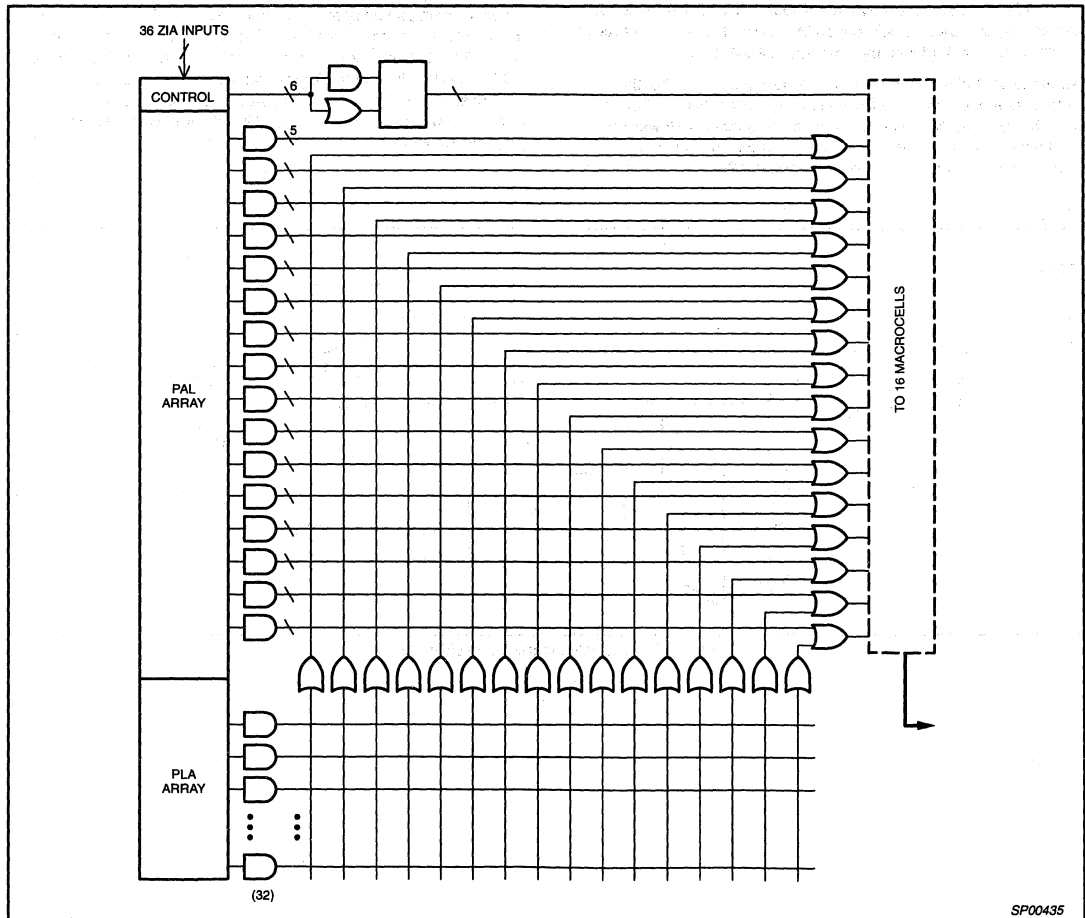 36 ZIA INPUTS
CONTROL
6
5
PAL
ARRAY
TO 16 MACROCELLS
PLA
ARRAY
(32)
SP00435